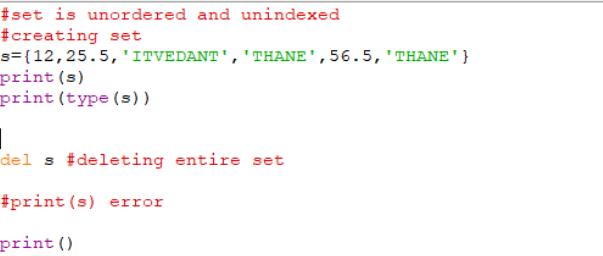 #set is unordered and unindexed
#creating set
s={12,25.5,'ITVEDANT','THANE',56.5,'THANE'}
print(s)
print(type(s))
del s #deleting entire set
#print(s) error
print()